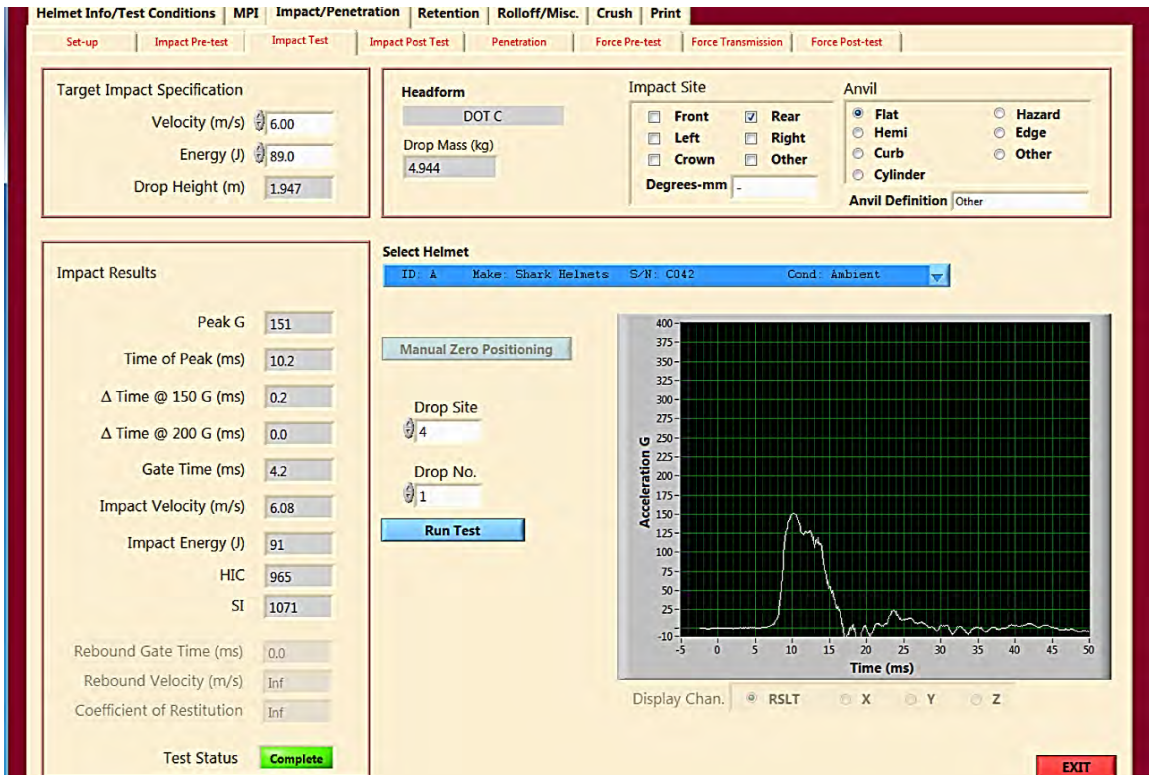 Helmet Info/Test Conditions MPI Impact/Penetration Retention Rolloff/Misc. Crush Print
Set-up Impact Pre-test Impact Test Impact Post Test Penetration Force Pre-test Force Transmission Force Post-test
Target Impact Specification
Velocity (m/s) 6.00
Energy (J) 89.0
Drop Height (m) 1.947
Headform
DOT C
Drop Mass (kg)
4.944
Impact Site
Front Rear
Left Right
Crown Other
Degrees-mm -
Anvil
Flat Hazard
Hemi Edge
Curb Other
Cylinder
Anvil Definition Other
Impact Results
Peak G 151
Time of Peak (ms) 10.2
Δ Time @ 150 G (ms) 0.2
Δ Time @ 200 G (ms) 0.0
Gate Time (ms) 4.2
Impact Velocity (m/s) 6.08
Impact Energy (J) 91
HIC 965
SI 1071
Rebound Gate Time (ms) 0.0
Rebound Velocity (m/s) Inf
Coefficient of Restitution Inf
Test Status Complete
Select Helmet
ID: A Make: Shark Helmets S/N: C042 Cond: Ambient
Manual Zero Positioning
Drop Site
4
Drop No.
1
Run Test
Acceleration G
400
375
350
325
300
275
250
225
200
175
150
125
100
75
50
25
-10
-5 0 5 10 15 20 25 30 35 40 45 50
Time (ms)
Display Chan. RSLT X Y Z
EXIT